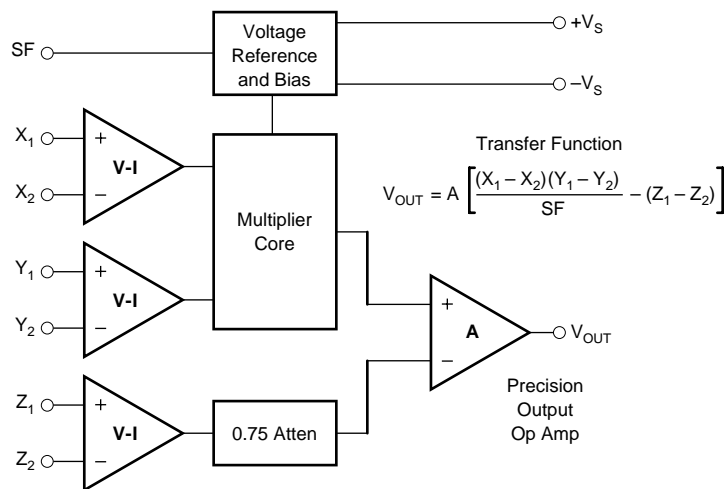 SF
Voltage
Reference
and Bias
+V_S
−V_S
X_1
+
V-I
X_2
−
Multiplier
Core
Transfer Function
V_OUT = A [ (X_1 − X_2)(Y_1 − Y_2) / SF − (Z_1 − Z_2) ]
Y_1
+
V-I
Y_2
−
+
A
−
V_OUT
Precision
Output
Op Amp
Z_1
+
V-I
Z_2
−
0.75 Atten